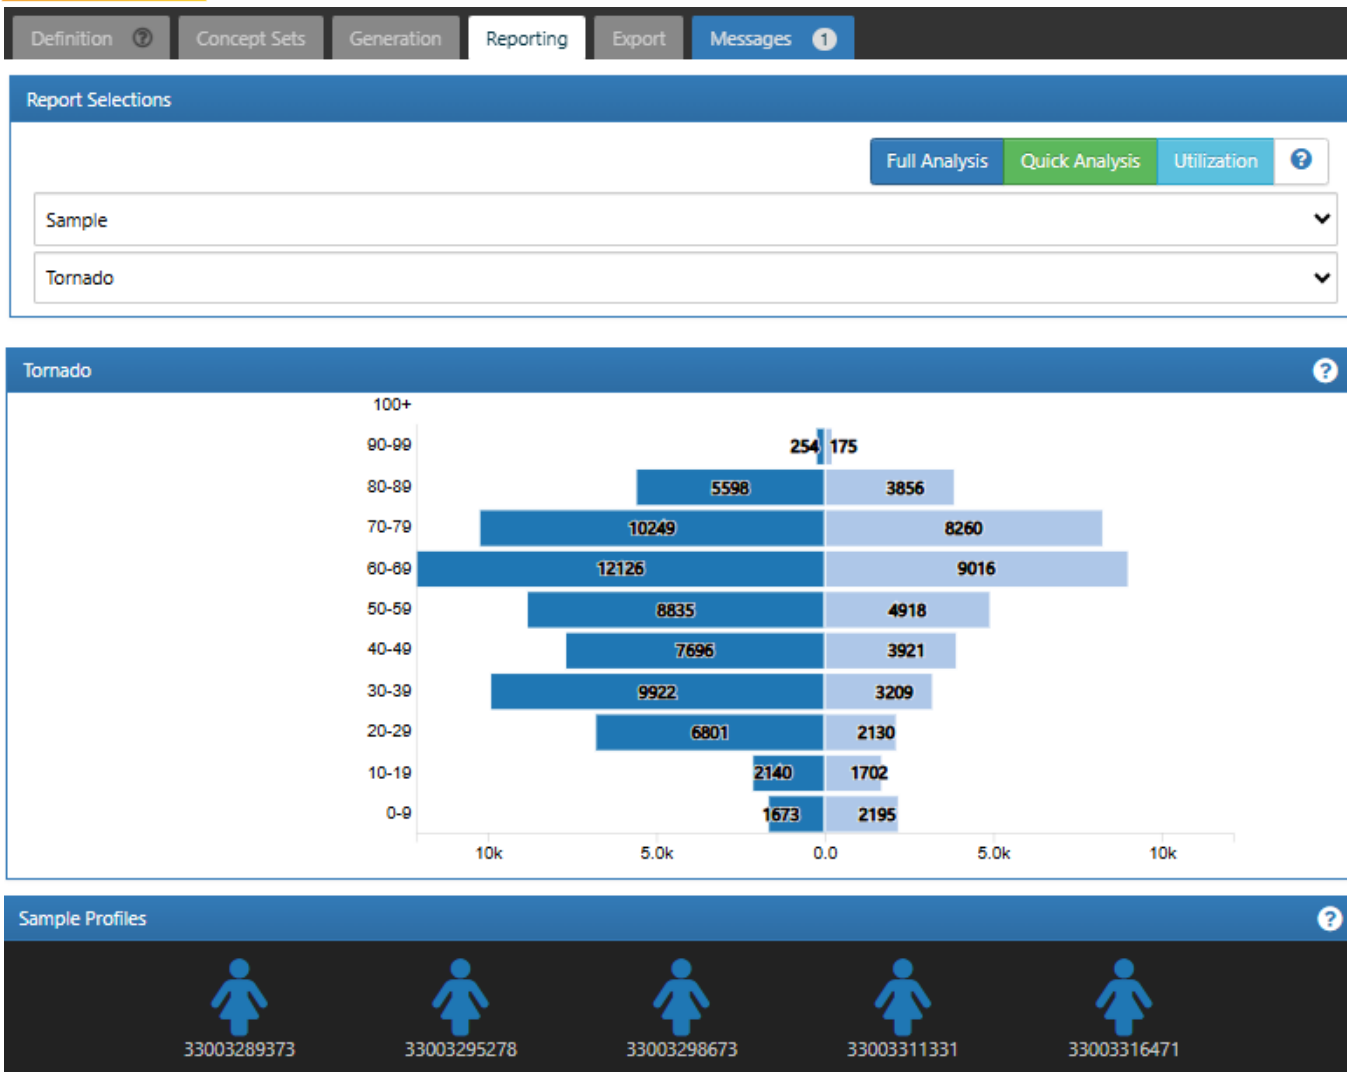 Definition ? Concept Sets Generation Reporting Export Messages 1
Report Selections
Full Analysis Quick Analysis Utilization ?
Sample
Tornado
Tornado ?
100+
90-99 254 175
80-89 5598 3856
70-79 10249 8260
60-69 12126 9016
50-59 8835 4918
40-49 7696 3921
30-39 9922 3209
20-29 6801 2130
10-19 2140 1702
0-9 1673 2195
10k 5.0k 0.0 5.0k 10k
Sample Profiles ?
33003289373 33003295278 33003298673 33003311331 33003316471